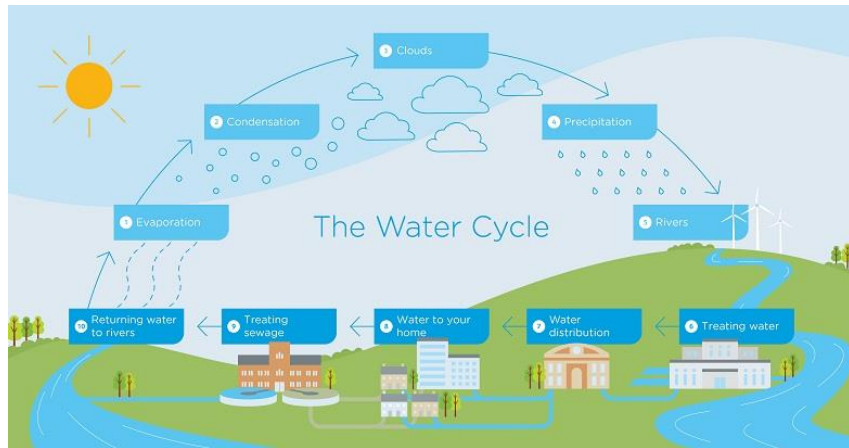 The Water Cycle
1 Evaporation
2 Condensation
3 Clouds
4 Precipitation
5 Rivers
6 Treating water
7 Water
distribution
8 Water to your
home
9 Treating
sewage
10 Returning water
to rivers